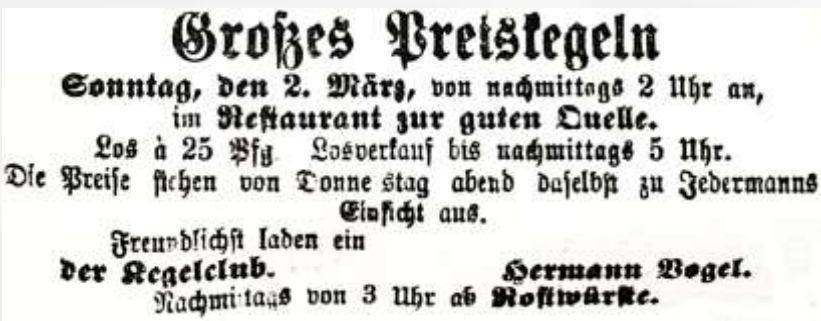 Großes Preiskegeln
Sonntag, den 2. März, von nachmittags 2 Uhr an,
im Restaurant zur guten Quelle.
Los à 25 Pfg. Losverkauf bis nachmittags 5 Uhr.
Die Preise stehen von Donnerstag abend daselbst zu Jedermanns
Einsicht aus.
Freundlichst laden ein
der Kegelclub. Hermann Vogel.
Nachmittags von 3 Uhr ab Rostwürste.